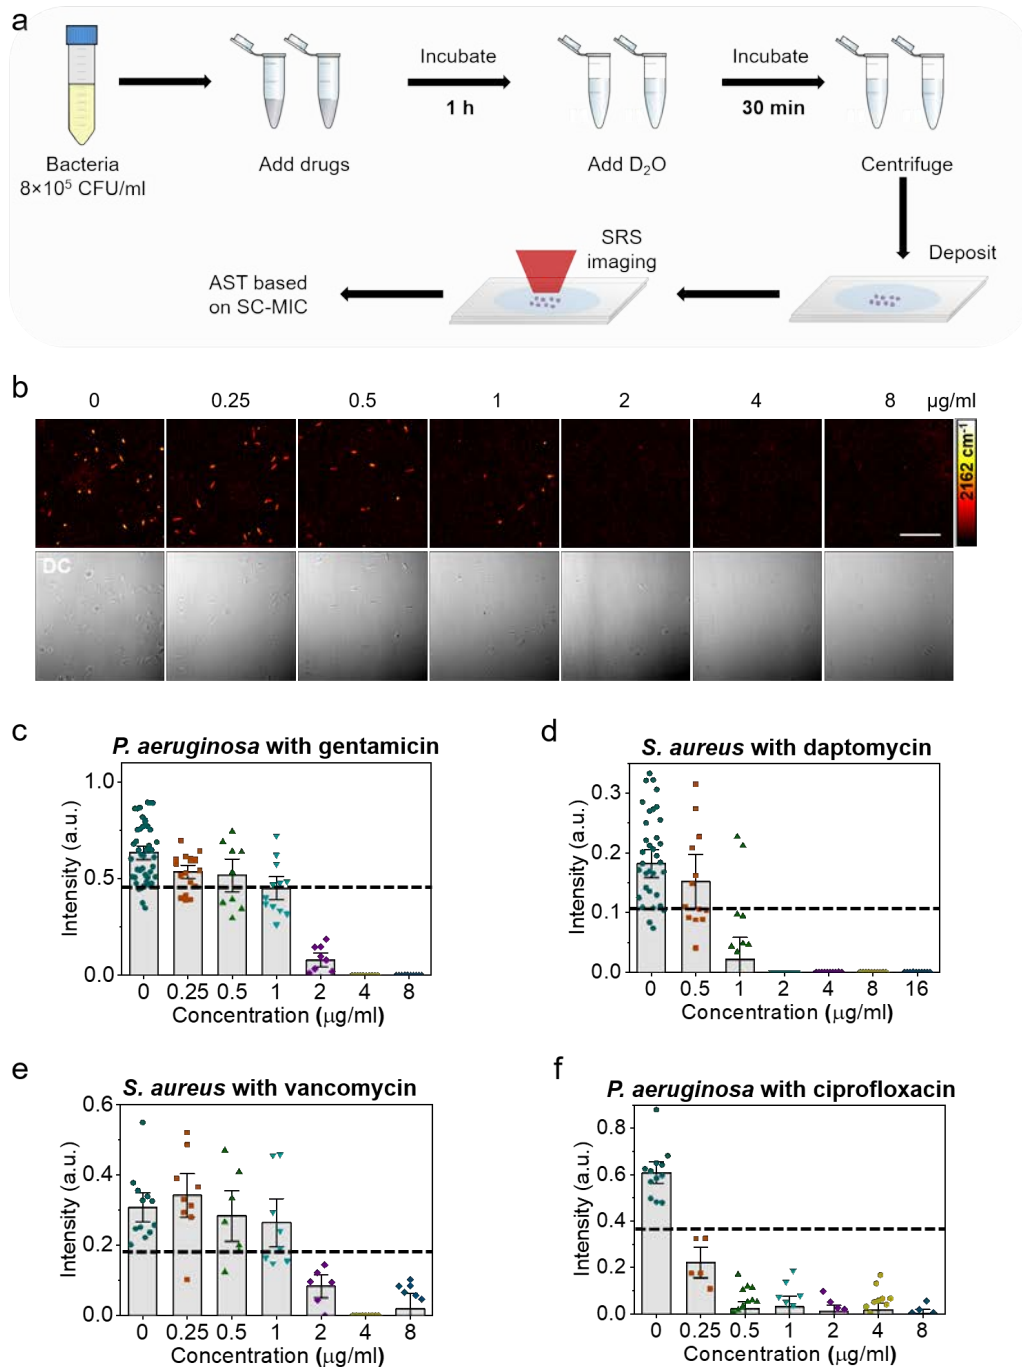 a
Incubate
Incubate
1 h
30 min
Bacteria
8×10⁵ CFU/ml
Add drugs
Add D₂O
Centrifuge
Deposit
SRS
imaging
AST based
on SC-MIC
b
0 0.25 0.5 1 2 4 8 µg/ml
2162 cm⁻¹
DC
c
P. aeruginosa with gentamicin
Intensity (a.u.)
1.0
0.5
0.0
0 0.25 0.5 1 2 4 8
Concentration (µg/ml)
d
S. aureus with daptomycin
Intensity (a.u.)
0.3
0.2
0.1
0.0
0 0.5 1 2 4 8 16
Concentration (µg/ml)
e
S. aureus with vancomycin
Intensity (a.u.)
0.6
0.4
0.2
0.0
0 0.25 0.5 1 2 4 8
Concentration (µg/ml)
f
P. aeruginosa with ciprofloxacin
Intensity (a.u.)
0.8
0.6
0.4
0.2
0.0
0 0.25 0.5 1 2 4 8
Concentration (µg/ml)